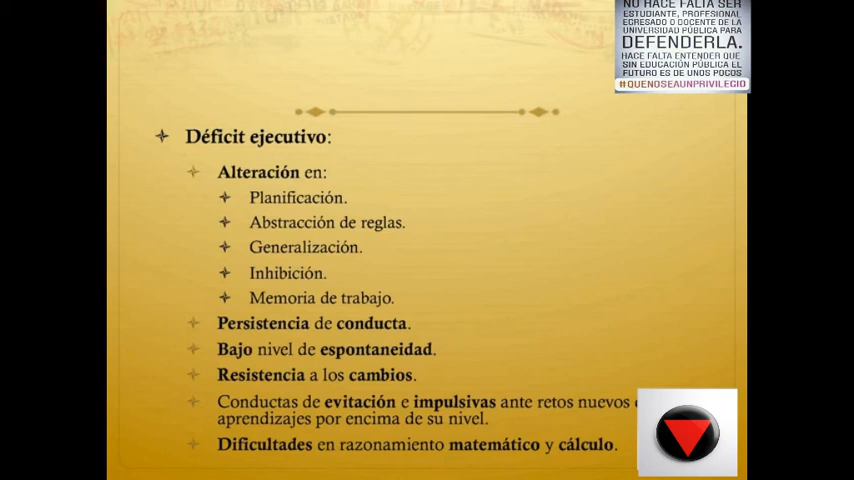 NO HACE FALTA SER
ESTUDIANTE, PROFESIONAL
EGRESADO O DOCENTE DE LA
UNIVERSIDAD PÚBLICA PARA
DEFENDERLA.
HACE FALTA ENTENDER QUE
SIN EDUCACIÓN PÚBLICA EL
FUTURO ES DE UNOS POCOS
#QUENOSEAUNPRIVILEGIO
Déficit ejecutivo:
Alteración en:
Planificación.
Abstracción de reglas.
Generalización.
Inhibición.
Memoria de trabajo.
Persistencia de conducta.
Bajo nivel de espontaneidad.
Resistencia a los cambios.
Conductas de evitación e impulsivas ante retos nuevos
aprendizajes por encima de su nivel.
Dificultades en razonamiento matemático y cálculo.